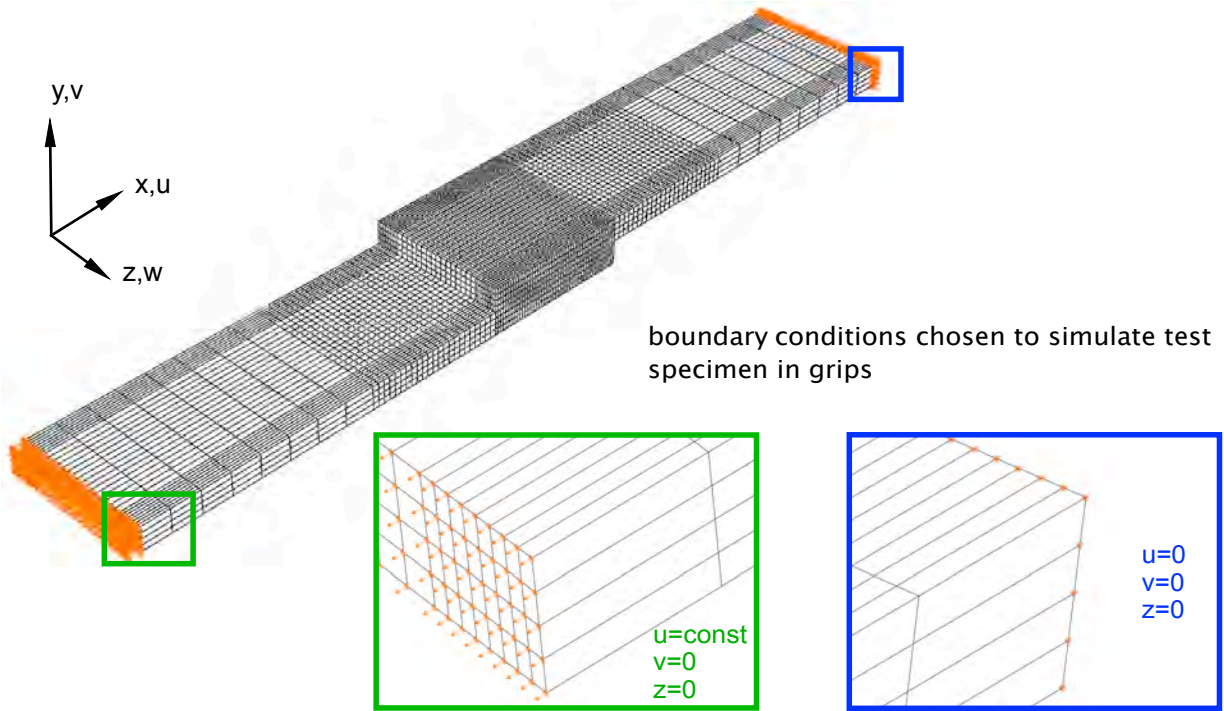 y,v
x,u
z,w
boundary conditions chosen to simulate test
specimen in grips
u=const
v=0
z=0
u=0
v=0
z=0